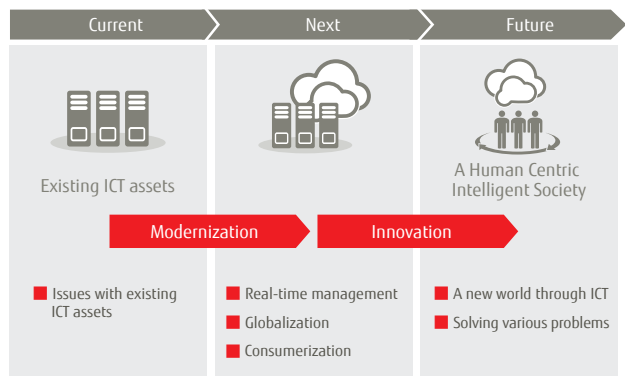 Current
Next
Future
Existing ICT assets
A Human Centric
Intelligent Society
Modernization
Innovation
Issues with existing
ICT assets
Real-time management
Globalization
Consumerization
A new world through ICT
Solving various problems